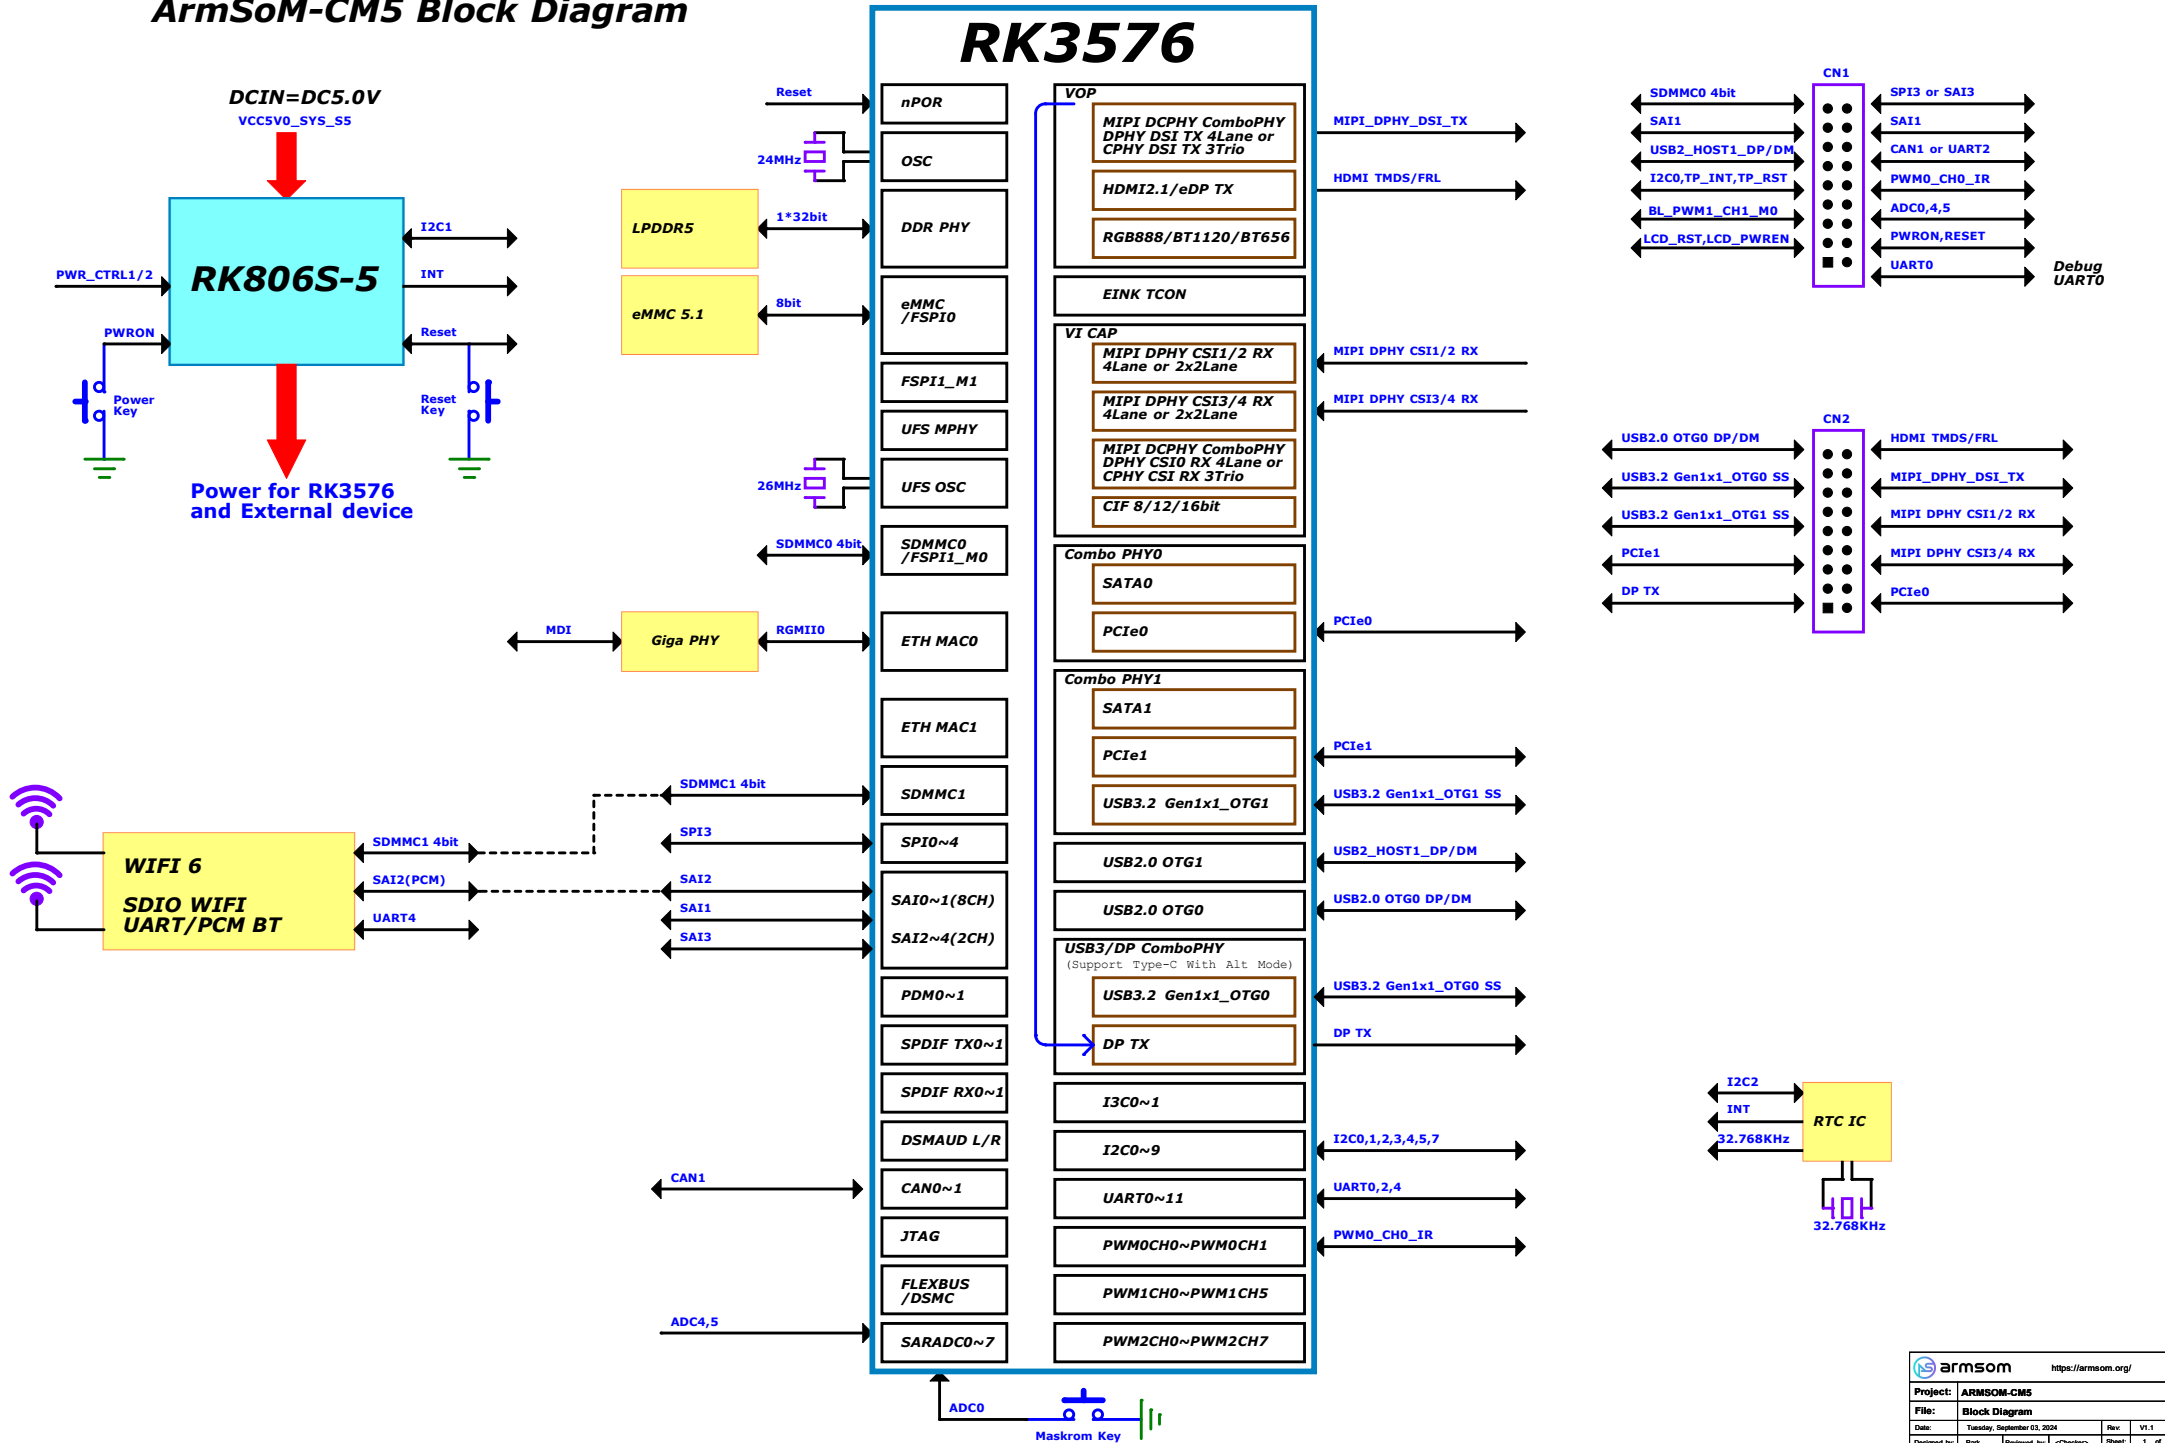 ArmSoM-CM5 Block Diagram
DCIN=DC5.0V
VCC5V0_SYS_S5
RK806S-5
PWR_CTRL1/2
PWRON
I2C1
INT
Reset
Power
Key
Reset
Key
Power for RK3576
and External device
WIFI 6
SDIO WIFI
UART/PCM BT
SDMMC1 4bit
SAI2(PCM)
UART4
Reset
24MHz
LPDDR5
1*32bit
eMMC 5.1
8bit
26MHz
SDMMC0 4bit
MDI
Giga PHY
RGMII0
SDMMC1 4bit
SPI3
SAI2
SAI1
SAI3
CAN1
ADC4,5
ADC0
Maskrom Key
RK3576
nPOR
OSC
DDR PHY
eMMC
/FSPI0
FSPI1_M1
UFS MPHY
UFS OSC
SDMMC0
/FSPI1_M0
ETH MAC0
ETH MAC1
SDMMC1
SPI0~4
SAI0~1(8CH)
SAI2~4(2CH)
PDM0~1
SPDIF TX0~1
SPDIF RX0~1
DSMAUD L/R
CAN0~1
JTAG
FLEXBUS
/DSMC
SARADC0~7
VOP
MIPI DCPHY ComboPHY
DPHY DSI TX 4Lane or
CPHY DSI TX 3Trio
HDMI2.1/eDP TX
RGB888/BT1120/BT656
EINK TCON
VI CAP
MIPI DPHY CSI1/2 RX
4Lane or 2x2Lane
MIPI DPHY CSI3/4 RX
4Lane or 2x2Lane
MIPI DCPHY ComboPHY
DPHY CSI0 RX 4Lane or
CPHY CSI RX 3Trio
CIF 8/12/16bit
Combo PHY0
SATA0
PCIe0
Combo PHY1
SATA1
PCIe1
USB3.2 Gen1x1_OTG1
USB2.0 OTG1
USB2.0 OTG0
USB3/DP ComboPHY
(Support Type-C With Alt Mode)
USB3.2 Gen1x1_OTG0
DP TX
I3C0~1
I2C0~9
UART0~11
PWM0CH0~PWM0CH1
PWM1CH0~PWM1CH5
PWM2CH0~PWM2CH7
MIPI_DPHY_DSI_TX
HDMI TMDS/FRL
MIPI DPHY CSI1/2 RX
MIPI DPHY CSI3/4 RX
PCIe0
PCIe1
USB3.2 Gen1x1_OTG1 SS
USB2_HOST1_DP/DM
USB2.0 OTG0 DP/DM
USB3.2 Gen1x1_OTG0 SS
DP TX
I2C0,1,2,3,4,5,7
UART0,2,4
PWM0_CH0_IR
CN1
SDMMC0 4bit
SAI1
USB2_HOST1_DP/DM
I2C0,TP_INT,TP_RST
BL_PWM1_CH1_M0
LCD_RST,LCD_PWREN
SPI3 or SAI3
SAI1
CAN1 or UART2
PWM0_CH0_IR
ADC0,4,5
PWRON,RESET
UART0
Debug
UART0
CN2
USB2.0 OTG0 DP/DM
USB3.2 Gen1x1_OTG0 SS
USB3.2 Gen1x1_OTG1 SS
PCIe1
DP TX
HDMI TMDS/FRL
MIPI_DPHY_DSI_TX
MIPI DPHY CSI1/2 RX
MIPI DPHY CSI3/4 RX
PCIe0
I2C2
INT
32.768KHz
RTC IC
32.768KHz
armsom https://armsom.org/
Project: ARMSOM-CM5
File: Block Diagram
Date: Tuesday, September 03, 2024 Rev: V1.1